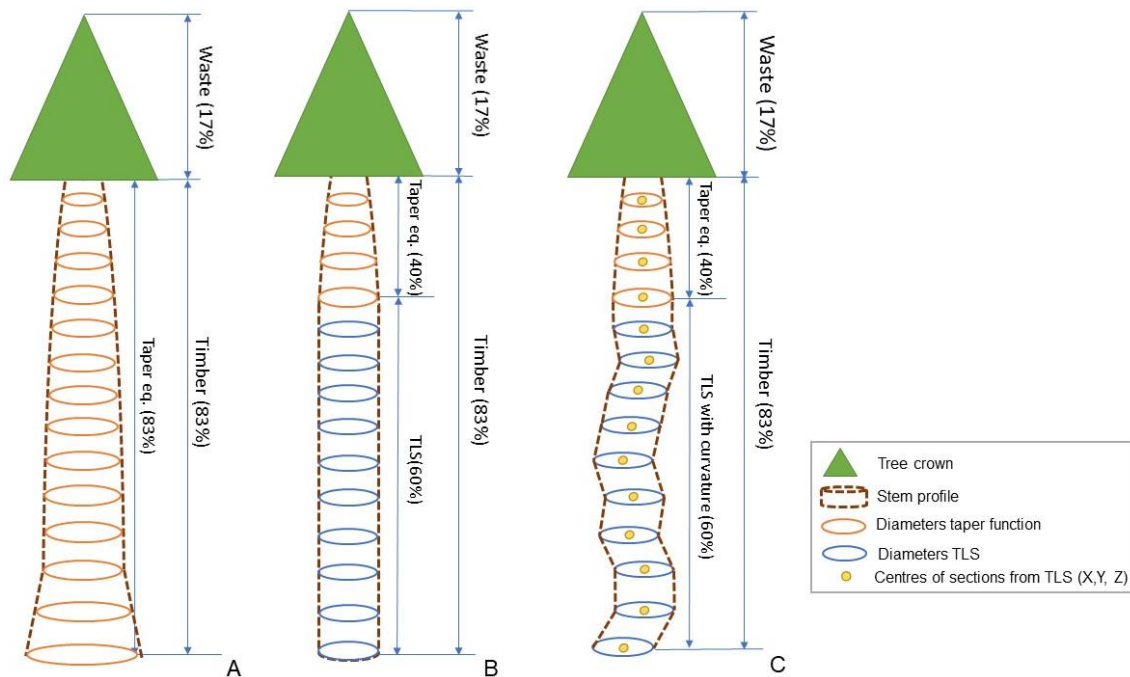 Waste (17%)
Taper eq. (83%)
Timber (83%)
A
Waste (17%)
Taper eq. (40%)
TLS(60%)
Timber (83%)
B
Waste (17%)
Taper eq. (40%)
TLS with curvature (60%)
Timber (83%)
C
Tree crown
Stem profile
Diameters taper function
Diameters TLS
Centres of sections from TLS (X,Y, Z)